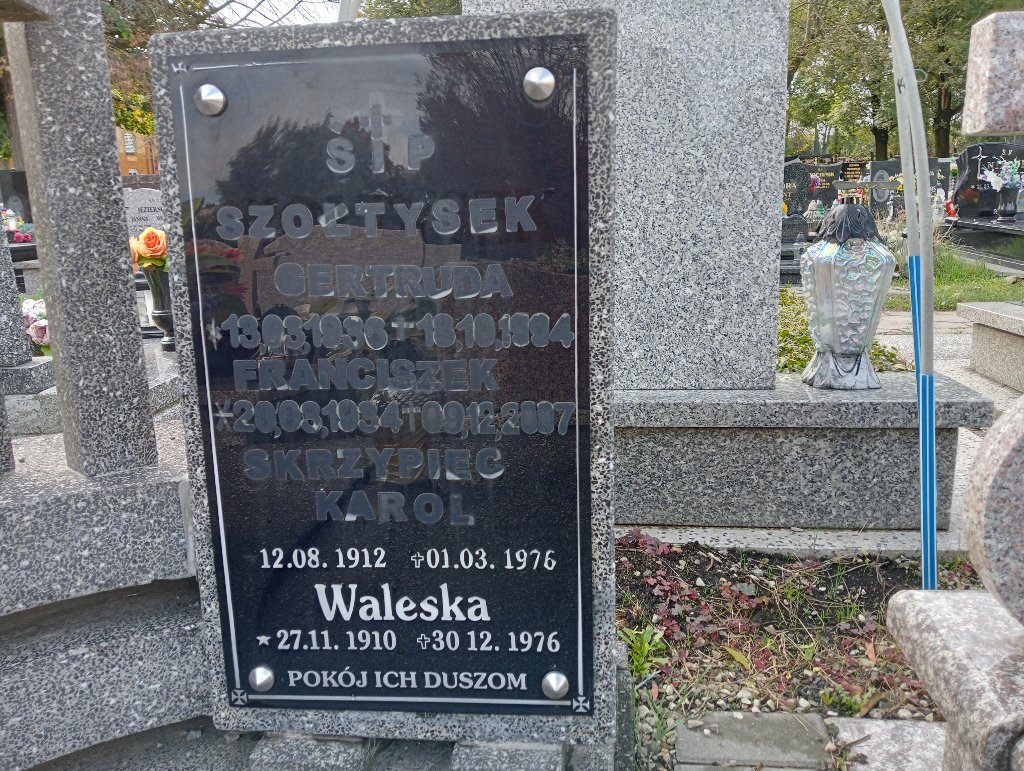 Ś P
SZOŁTYSEK
GERTRUDA
FRANCISZEK
SKRZYPIEC
KAROL
12.08. 1912 01.03. 1976
Waleska
27.11. 1910 30 12. 1976
POKÓJ ICH DUSZOM